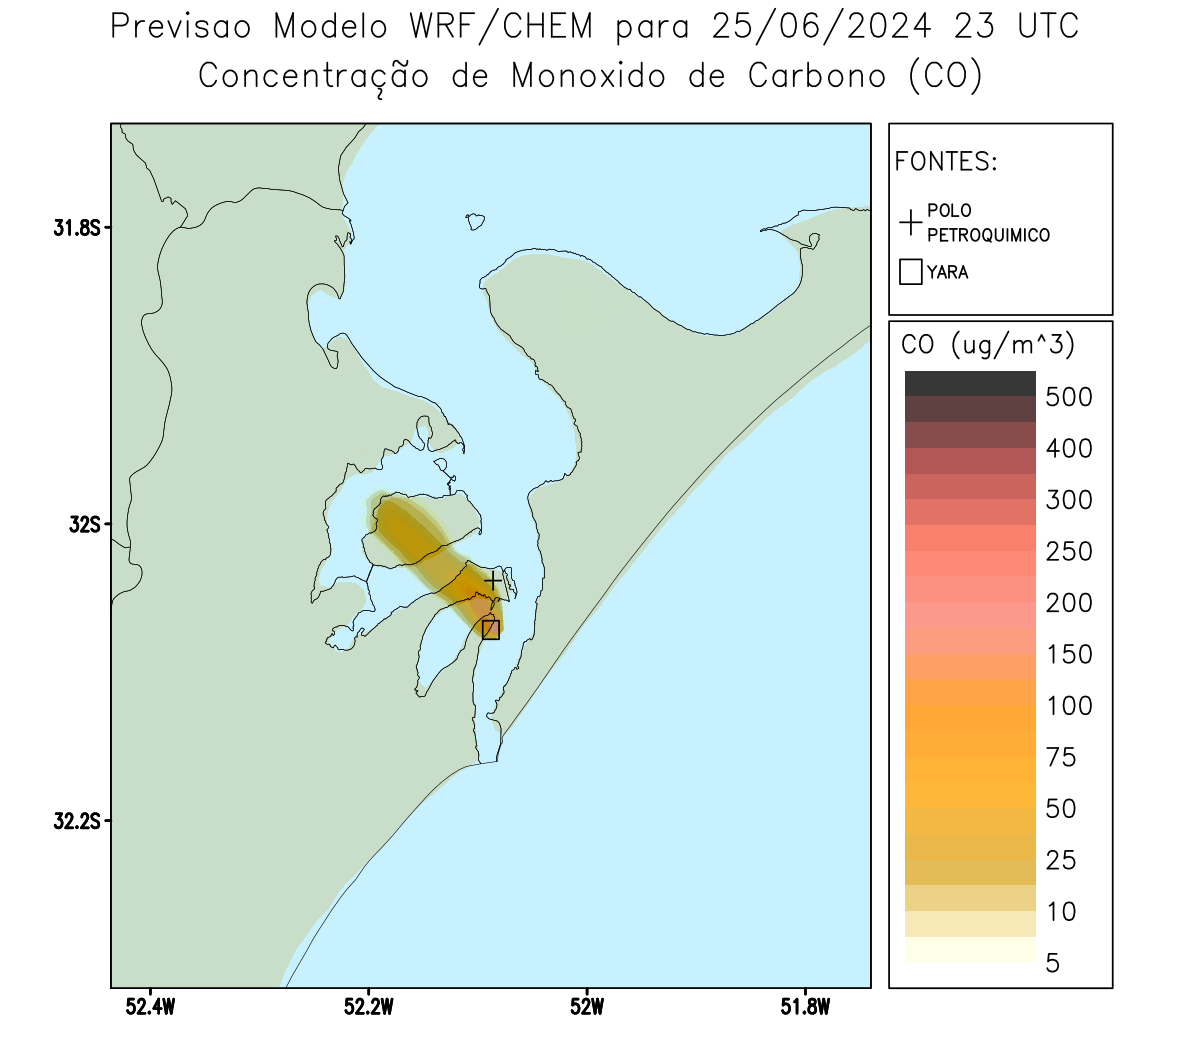 Previsao Modelo WRF/CHEM para 25/06/2024 23 UTC
Concentração de Monoxido de Carbono (CO)
FONTES:
POLO
PETROQUIMICO
YARA
CO (ug/m^3)
500
400
300
250
200
150
100
75
50
25
10
5
31.8S
32S
32.2S
52.4W
52.2W
52W
51.8W